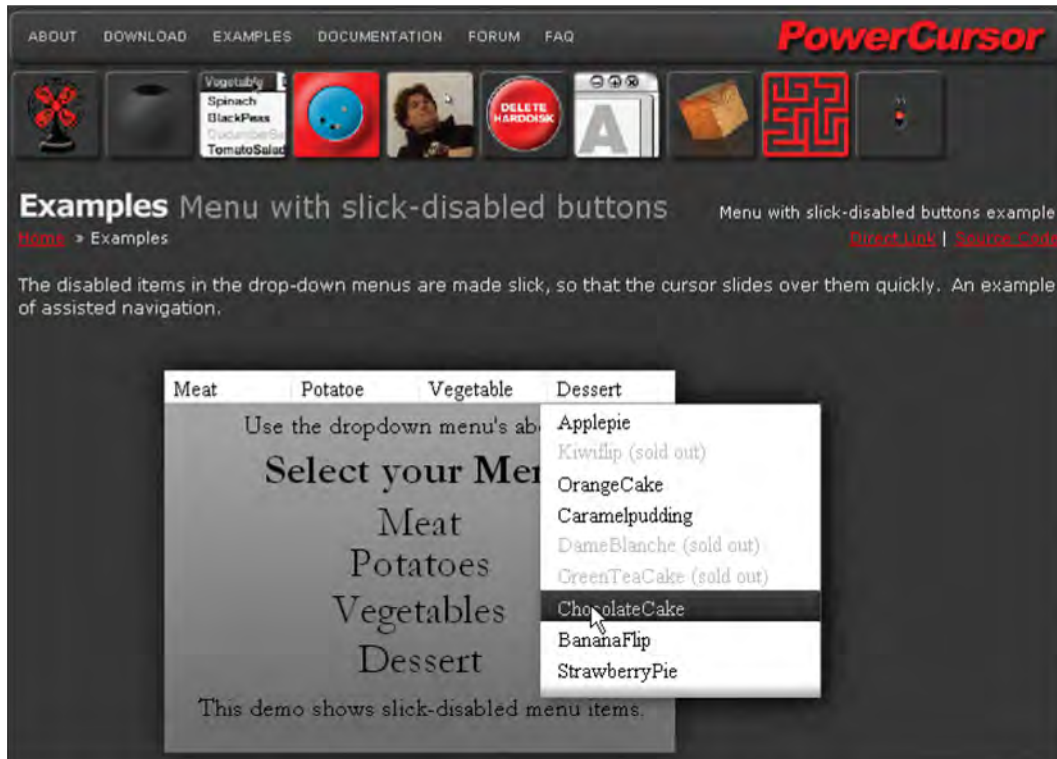 ABOUT DOWNLOAD EXAMPLES DOCUMENTATION FORUM FAQ
PowerCursor
Vegetable
Spinach
BlackPeas
TomatoSalad
DELETE
HARDDISK
A
Examples Menu with slick-disabled buttons
Menu with slick-disabled buttons example
Home » Examples
Direct Link | Source Code
The disabled items in the drop-down menus are made slick, so that the cursor slides over them quickly. An example
of assisted navigation.
Meat Potatoe Vegetable Dessert
Use the dropdown menu's ab
Select your Me
Meat
Potatoes
Vegetables
Dessert
This demo shows slick-disabled menu items.
Applepie
Kiwiflip (sold out)
OrangeCake
Caramelpudding
DameBlanche (sold out)
GreenTeaCake (sold out)
ChocolateCake
BananaFlip
StrawberryPie